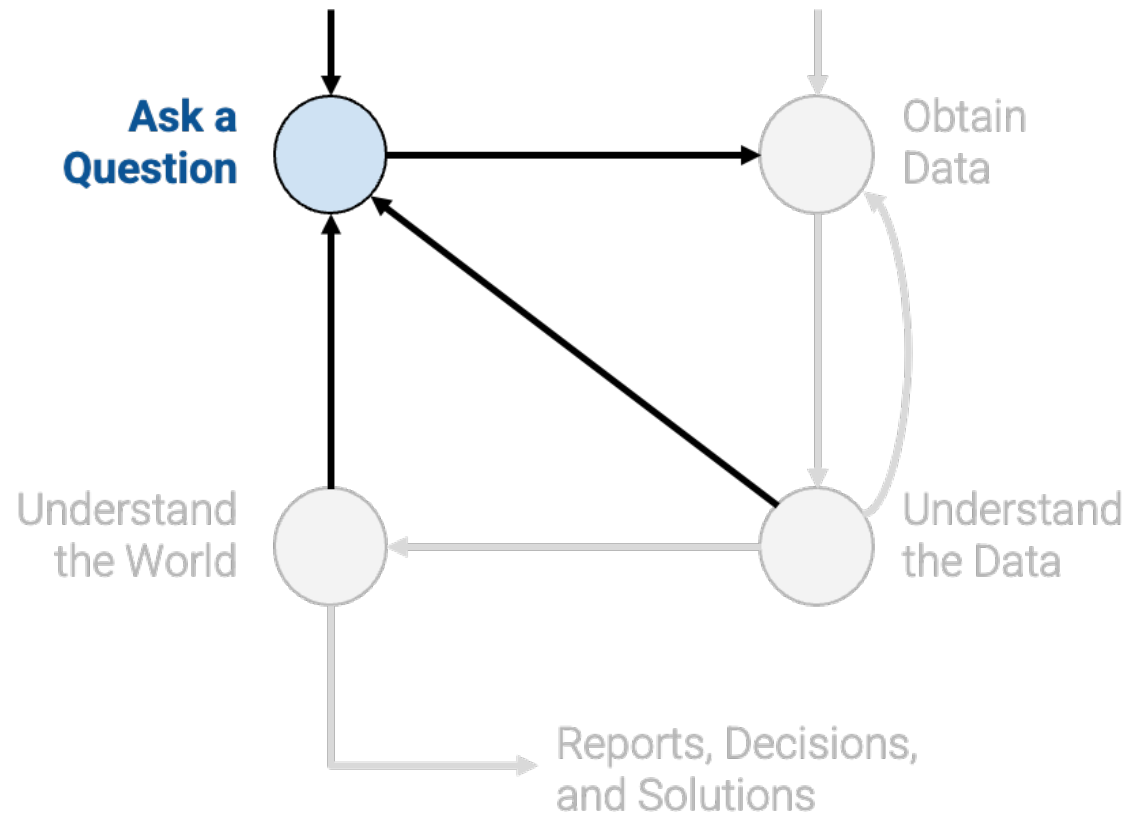 Ask a
Question
Obtain
Data
Understand
the World
Understand
the Data
Reports, Decisions,
and Solutions